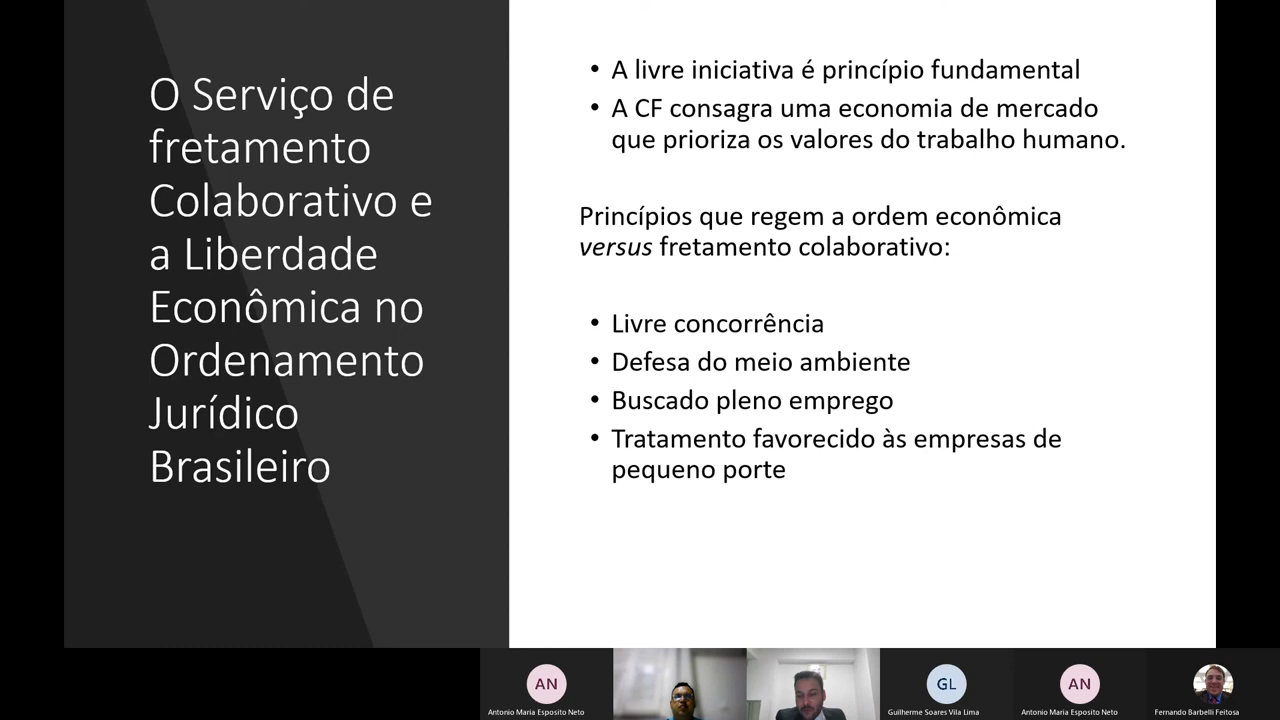 O Serviço de
fretamento
Colaborativo e
a Liberdade
Econômica no
Ordenamento
Jurídico
Brasileiro
• A livre iniciativa é princípio fundamental
• A CF consagra uma economia de mercado
que prioriza os valores do trabalho humano.
Princípios que regem a ordem econômica
versus fretamento colaborativo:
• Livre concorrência
• Defesa do meio ambiente
• Buscado pleno emprego
• Tratamento favorecido às empresas de
pequeno porte
AN
Antonio Maria Esposito Neto
GL
Guilherme Soares Vila Lima
AN
Antonio Maria Esposito Neto
Fernando Barbelli Feitosa